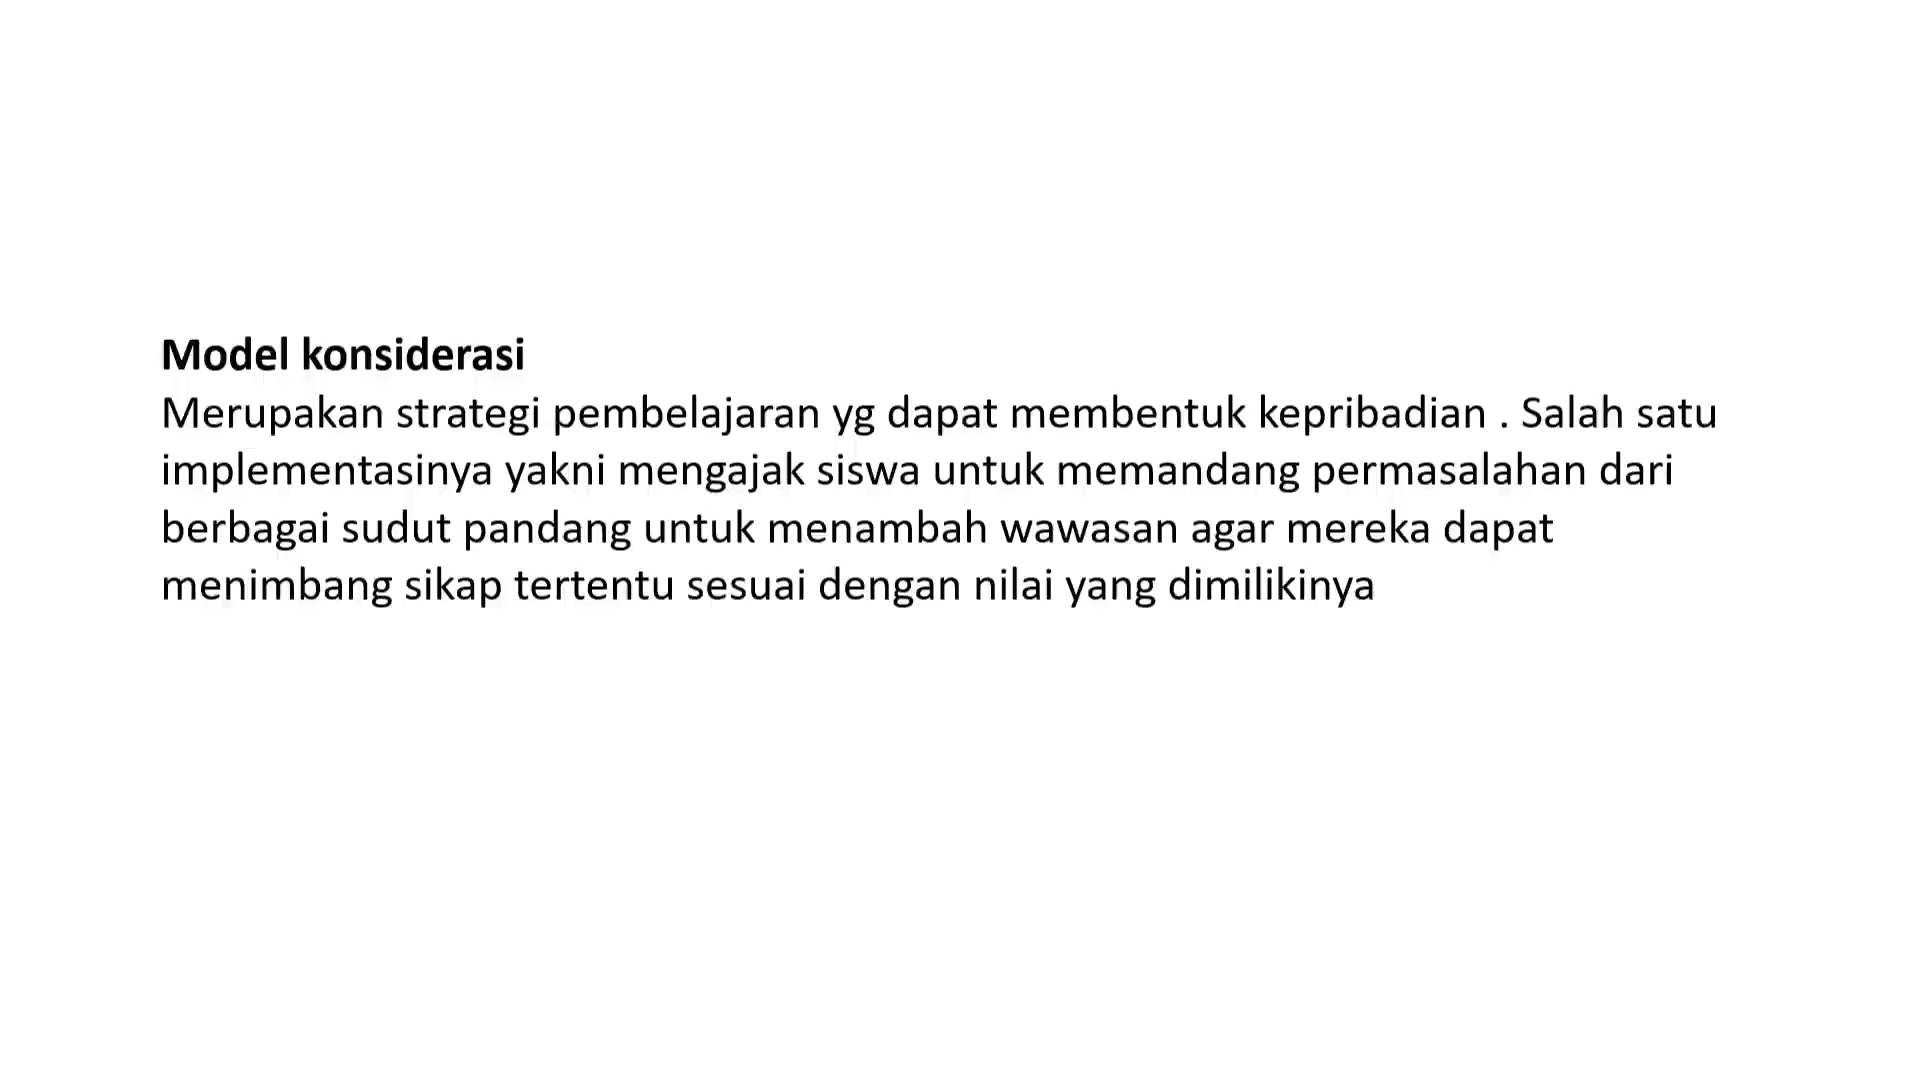 Model konsiderasi
Merupakan strategi pembelajaran yg dapat membentuk kepribadian . Salah satu
implementasinya yakni mengajak siswa untuk memandang permasalahan dari
berbagai sudut pandang untuk menambah wawasan agar mereka dapat
menimbang sikap tertentu sesuai dengan nilai yang dimilikinya